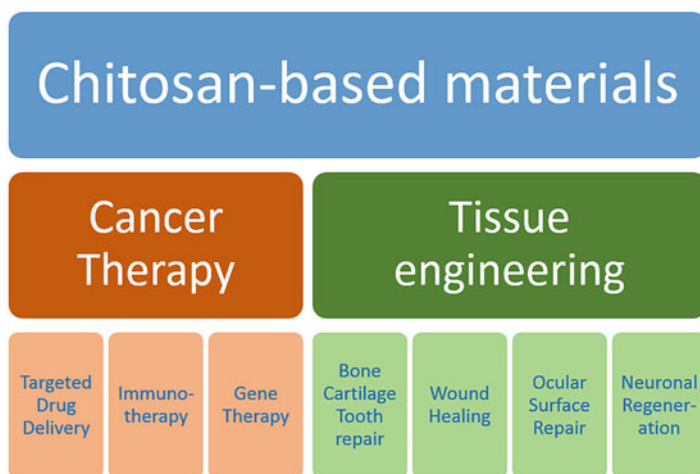 Chitosan-based materials
Cancer
Therapy
Tissue
engineering
Targeted
Drug
Delivery
Immuno-
therapy
Gene
Therapy
Bone
Cartilage
Tooth
repair
Wound
Healing
Ocular
Surface
Repair
Neuronal
Regener-
ation